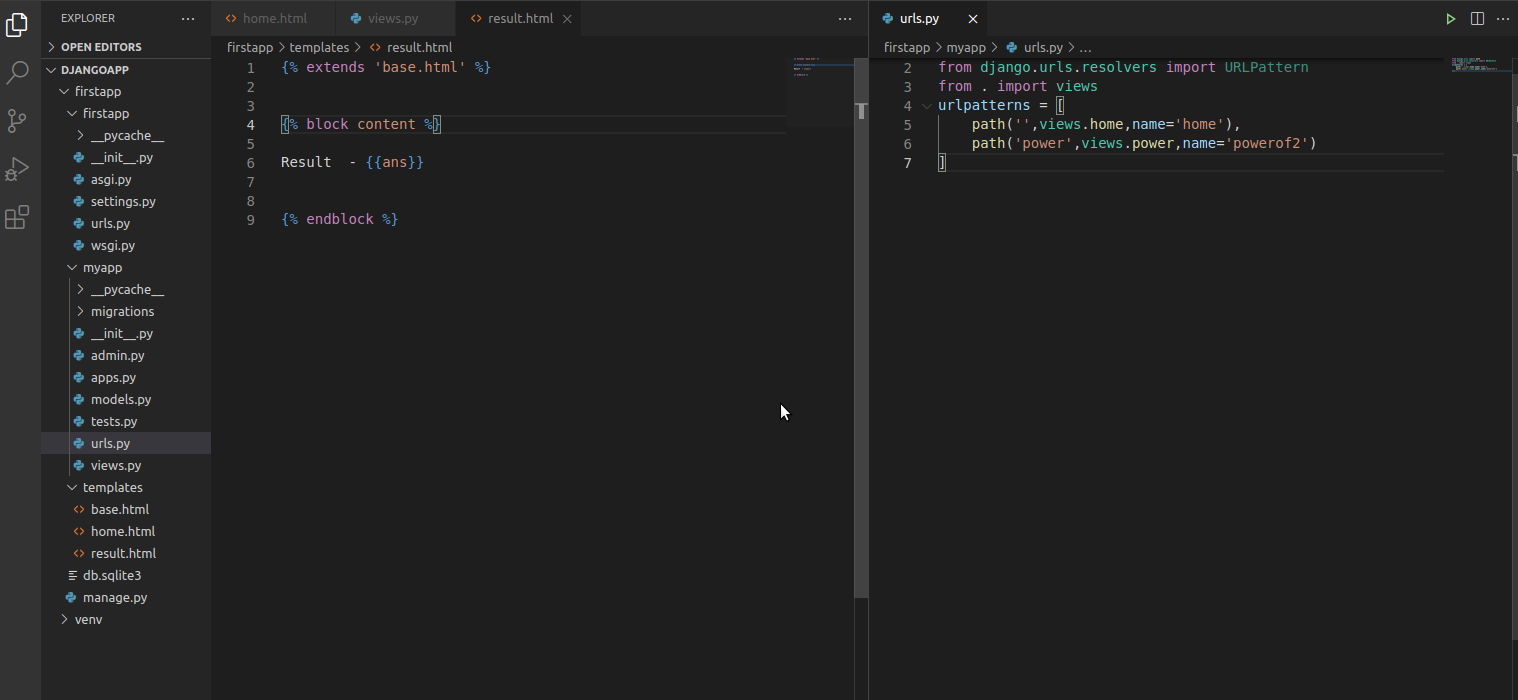 EXPLORER
OPEN EDITORS
DJANGOAPP
firstapp
firstapp
__pycache__
__init__.py
asgi.py
settings.py
urls.py
wsgi.py
myapp
__pycache__
migrations
__init__.py
admin.py
apps.py
models.py
tests.py
urls.py
views.py
templates
base.html
home.html
result.html
db.sqlite3
manage.py
venv
home.html views.py result.html
firstapp > templates > result.html
1 {% extends 'base.html' %}
2
3
4 {% block content %}
5
6 Result  - {{ans}}
7
8
9 {% endblock %}
urls.py
firstapp > myapp > urls.py > ...
2 from django.urls.resolvers import URLPattern
3 from . import views
4 urlpatterns = [
5     path('',views.home,name='home'),
6     path('power',views.power,name='powerof2')
7 ]